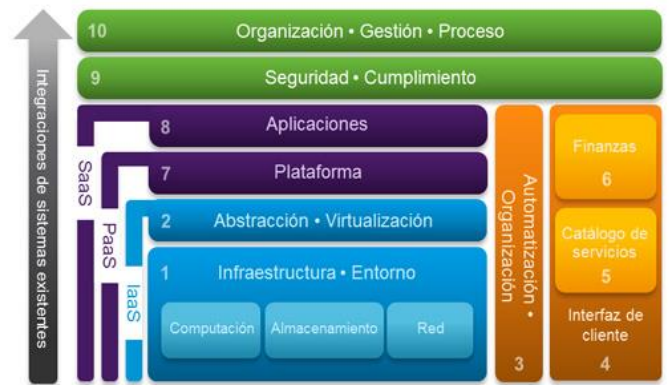 10 Organización • Gestión • Proceso
9 Seguridad • Cumplimiento
8 Aplicaciones
7 Plataforma
2 Abstracción • Virtualización
1 Infraestructura • Entorno
Computación
Almacenamiento
Red
SaaS
PaaS
IaaS
Automatización •
Organización
3
Finanzas
6
Catálogo de
servicios
5
Interfaz de
cliente
4
Integraciones de sistemas existentes